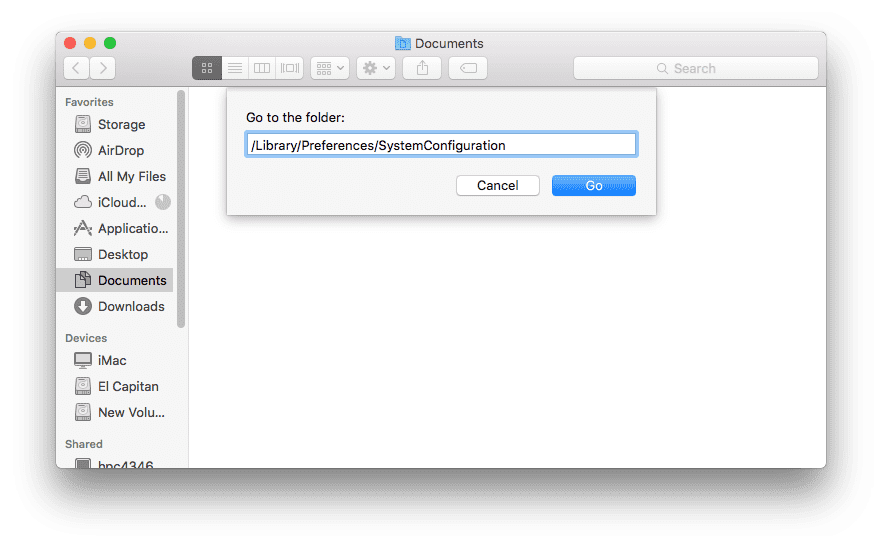 Documents
Search
Favorites
Storage
AirDrop
All My Files
iCloud...
Applicatio...
Desktop
Documents
Downloads
Devices
iMac
El Capitan
New Volu...
Shared
hpc4346
Go to the folder:
/Library/Preferences/SystemConfiguration
Cancel
Go